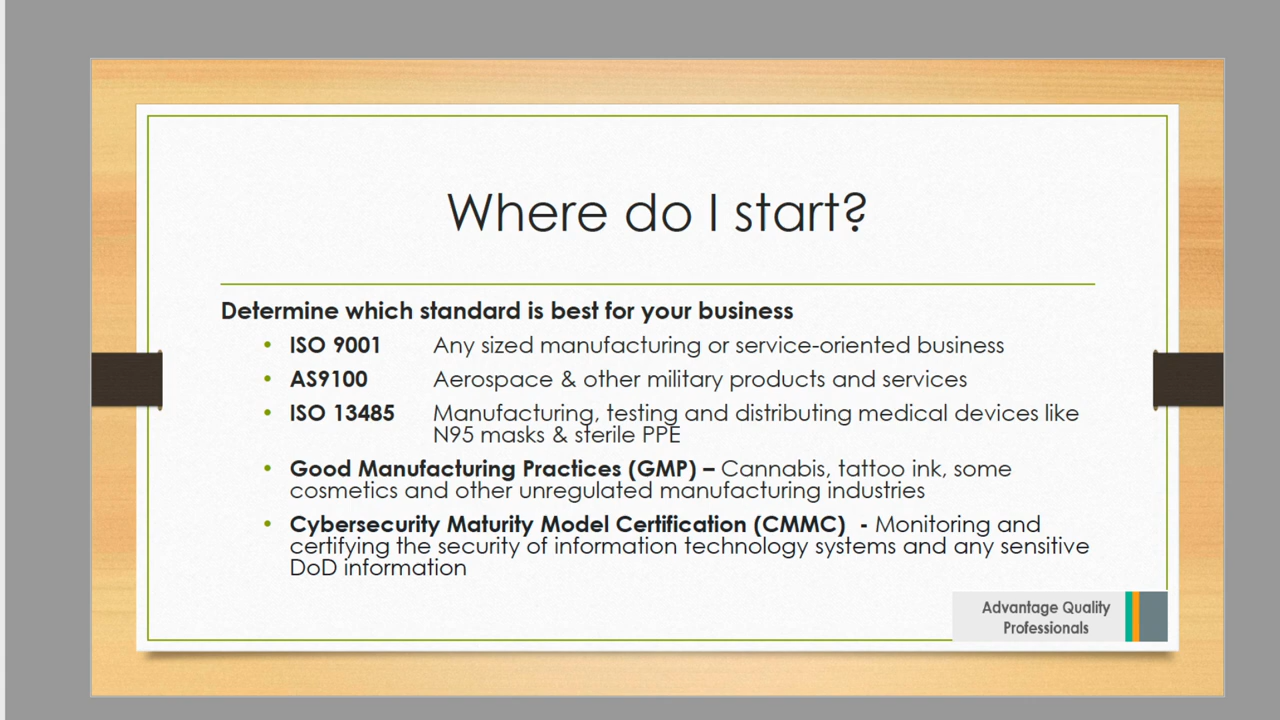 Where do I start?
Determine which standard is best for your business
• ISO 9001 Any sized manufacturing or service-oriented business
• AS9100 Aerospace & other military products and services
• ISO 13485 Manufacturing, testing and distributing medical devices like
N95 masks & sterile PPE
• Good Manufacturing Practices (GMP) – Cannabis, tattoo ink, some
cosmetics and other unregulated manufacturing industries
• Cybersecurity Maturity Model Certification (CMMC) - Monitoring and
certifying the security of information technology systems and any sensitive
DoD information
Advantage Quality
Professionals